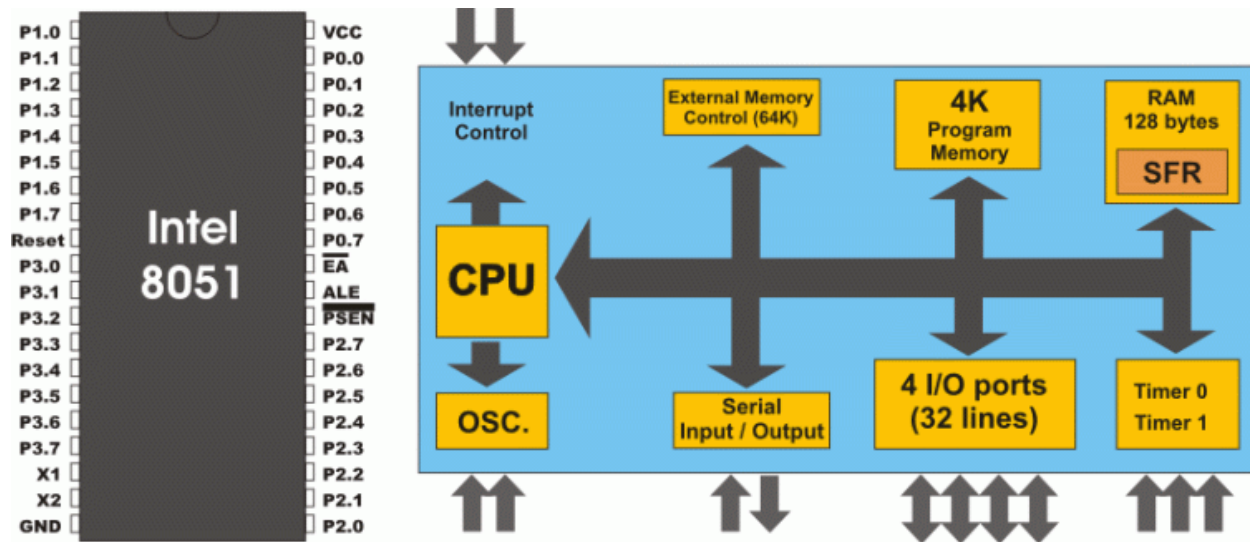 P1.0
P1.1
P1.2
P1.3
P1.4
P1.5
P1.6
P1.7
Reset
P3.0
P3.1
P3.2
P3.3
P3.4
P3.5
P3.6
P3.7
X1
X2
GND
Intel
8051
VCC
P0.0
P0.1
P0.2
P0.3
P0.4
P0.5
P0.6
P0.7
EA
ALE
PSEN
P2.7
P2.6
P2.5
P2.4
P2.3
P2.2
P2.1
P2.0
Interrupt
Control
External Memory
Control (64K)
4K
Program
Memory
RAM
128 bytes
SFR
CPU
OSC.
Serial
Input / Output
4 I/O ports
(32 lines)
Timer 0
Timer 1